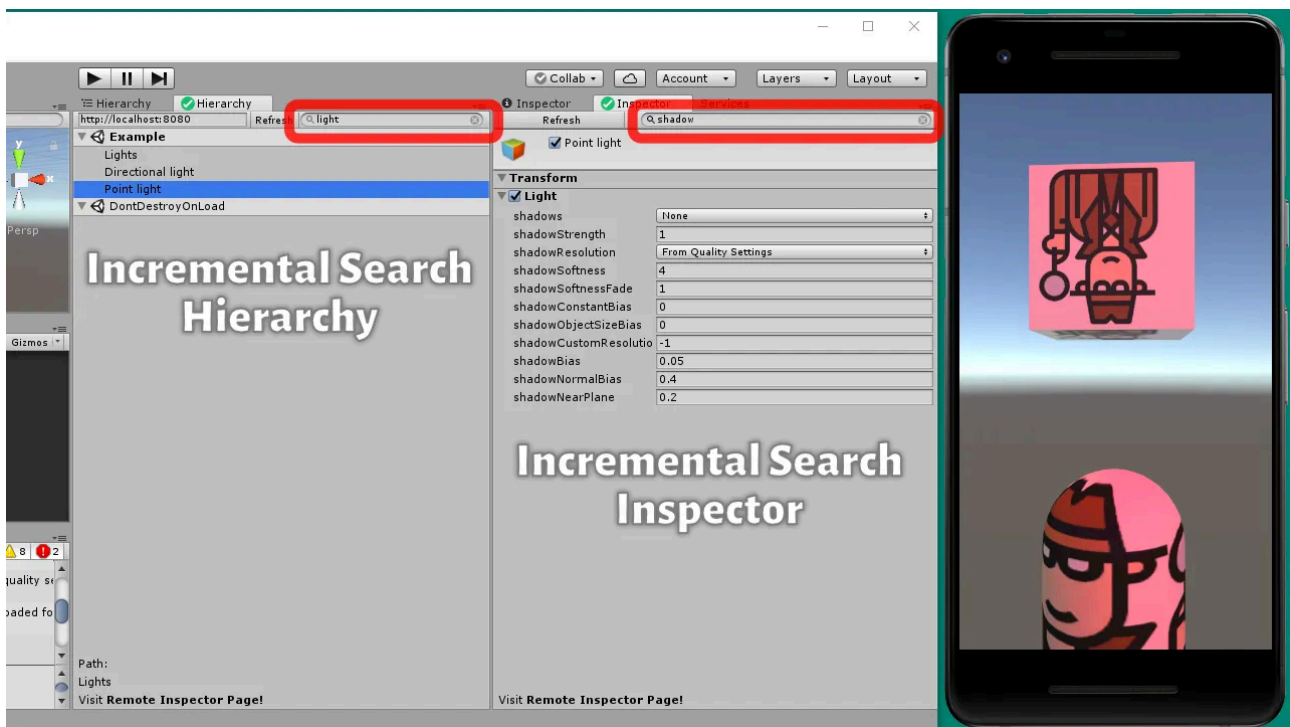 Collab
Account
Layers
Layout
Hierarchy
Hierarchy
Inspector
Inspector
Services
http://localhost:8080
Refresh
light
Refresh
shadow
Example
Lights
Directional light
Point light
DontDestroyOnLoad
y
x
Persp
Gizmos
8
2
quality se
oaded fo
Incremental Search
Hierarchy
Path:
Lights
Visit Remote Inspector Page!
Point light
Transform
Light
shadows None
shadowStrength 1
shadowResolution From Quality Settings
shadowSoftness 4
shadowSoftnessFade 1
shadowConstantBias 0
shadowObjectSizeBias 0
shadowCustomResolutio -1
shadowBias 0.05
shadowNormalBias 0.4
shadowNearPlane 0.2
Incremental Search
Inspector
Visit Remote Inspector Page!